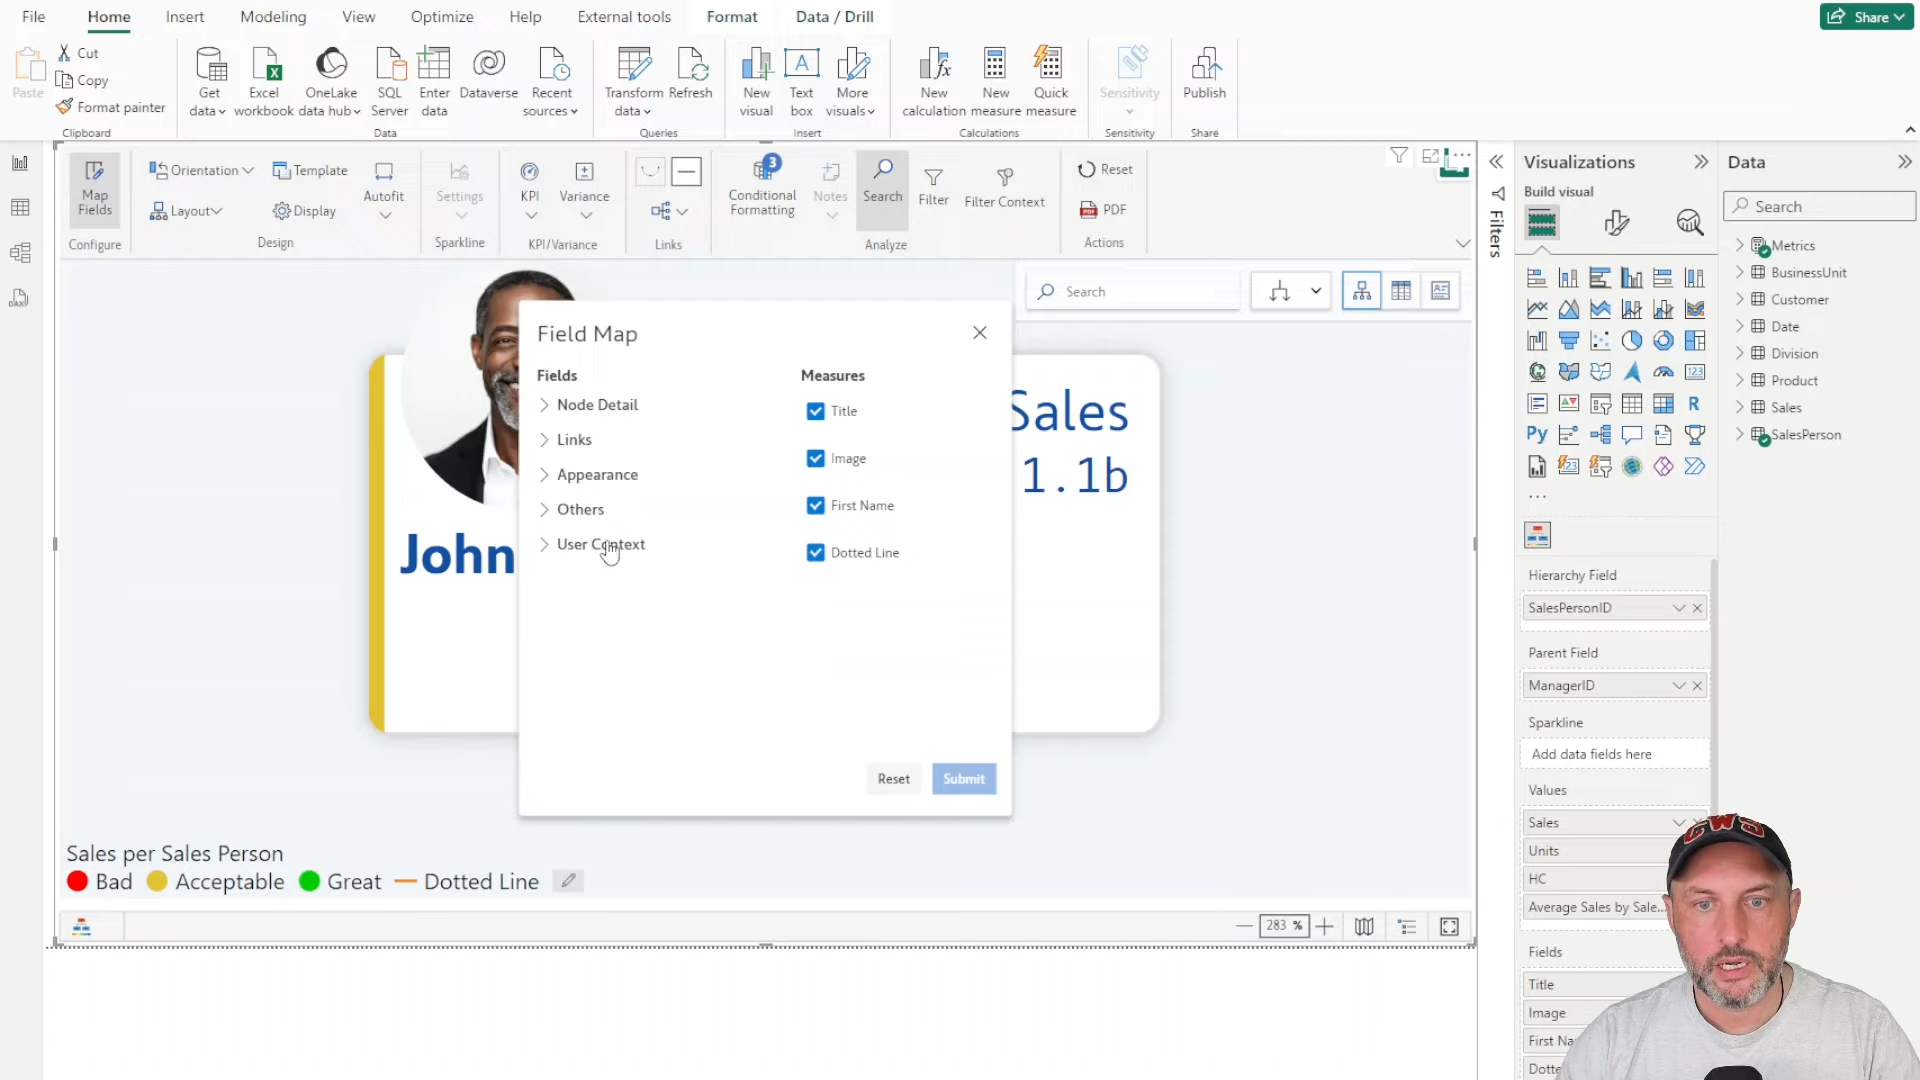 File Home Insert Modeling View Optimize Help External tools Format Data / Drill Share
Paste Cut
Copy
Format painter
Clipboard
Get data
Excel workbook
OneLake data hub
SQL Server
Enter data
Dataverse
Recent sources
Data
Transform data
Refresh
Queries
New visual
Text box
More visuals
Insert
New calculation
New measure
Quick measure
Calculations
Sensitivity
Sensitivity
Publish
Share
Map Fields
Configure
Orientation
Layout
Template
Display
Autofit
Design
Settings
Sparkline
KPI
Variance
KPI/Variance
Links
3
Conditional Formatting
Notes
Search
Filter
Filter Context
Analyze
Reset
PDF
Actions
Search
Field Map
Fields
Node Detail
Links
Appearance
Others
User Context
Measures
Title
Image
First Name
Dotted Line
Reset Submit
John
Sales
1.1b
Sales per Sales Person
Bad Acceptable Great Dotted Line
283 %
Filters
Visualizations
Build visual
Hierarchy Field
SalesPersonID
Parent Field
ManagerID
Sparkline
Add data fields here
Values
Sales
Units
HC
Average Sales by Sale...
Fields
Title
Image
First Na
Dotte
Data
Search
Metrics
BusinessUnit
Customer
Date
Division
Product
Sales
SalesPerson